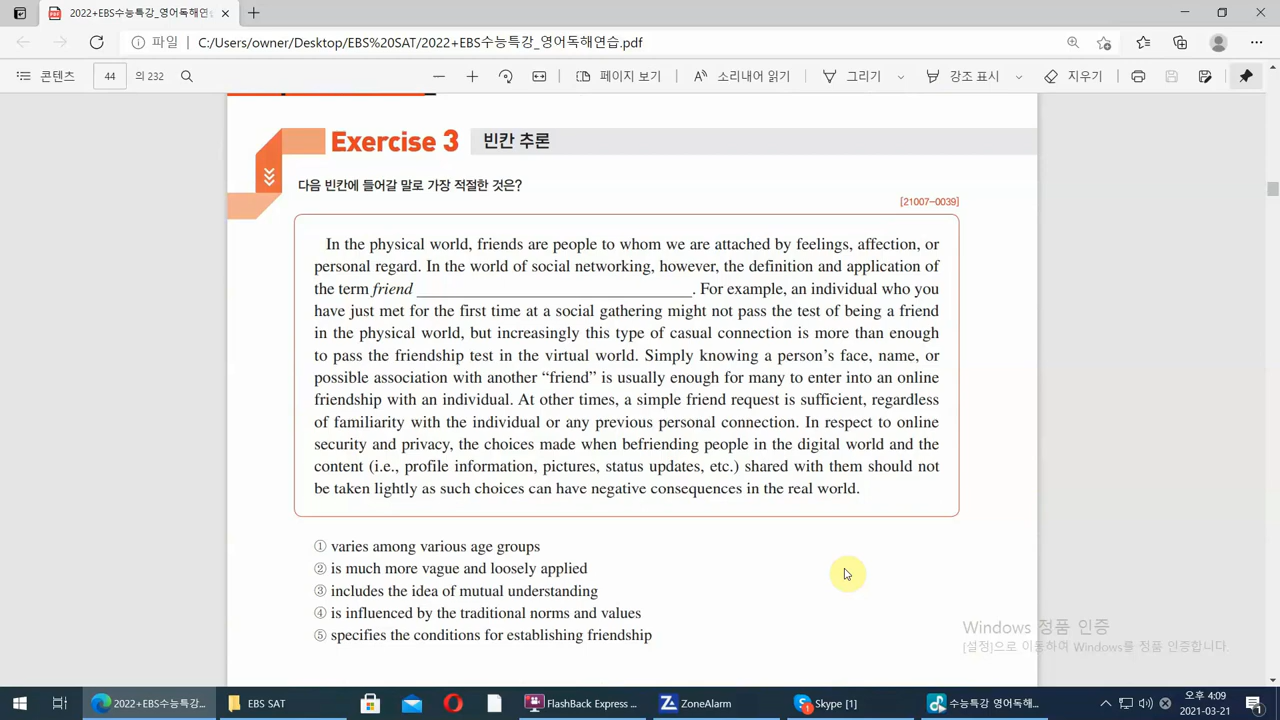 2022+EBS수능특강_영어독해연습
파일 C:/Users/owner/Desktop/EBS%20SAT/2022+EBS수능특강_영어독해연습.pdf
콘텐츠 44 의 232 페이지 보기 소리내어 읽기 그리기 강조 표시 지우기
Exercise 3 빈칸 추론
다음 빈칸에 들어갈 말로 가장 적절한 것은?
[21007-0039]
In the physical world, friends are people to whom we are attached by feelings, affection, or
personal regard. In the world of social networking, however, the definition and application of
the term friend ______. For example, an individual who you
have just met for the first time at a social gathering might not pass the test of being a friend
in the physical world, but increasingly this type of casual connection is more than enough
to pass the friendship test in the virtual world. Simply knowing a person's face, name, or
possible association with another “friend” is usually enough for many to enter into an online
friendship with an individual. At other times, a simple friend request is sufficient, regardless
of familiarity with the individual or any previous personal connection. In respect to online
security and privacy, the choices made when befriending people in the digital world and the
content (i.e., profile information, pictures, status updates, etc.) shared with them should not
be taken lightly as such choices can have negative consequences in the real world.
① varies among various age groups
② is much more vague and loosely applied
③ includes the idea of mutual understanding
④ is influenced by the traditional norms and values
⑤ specifies the conditions for establishing friendship
Windows 정품 인증
[설정]으로 이동하여 Windows를 정품 인증합니다.
2022+EBS수능특강_... EBS SAT FlashBack Express ... ZoneAlarm Skype [1] 수능특강 영어독해... 오후 4:09
2021-03-21